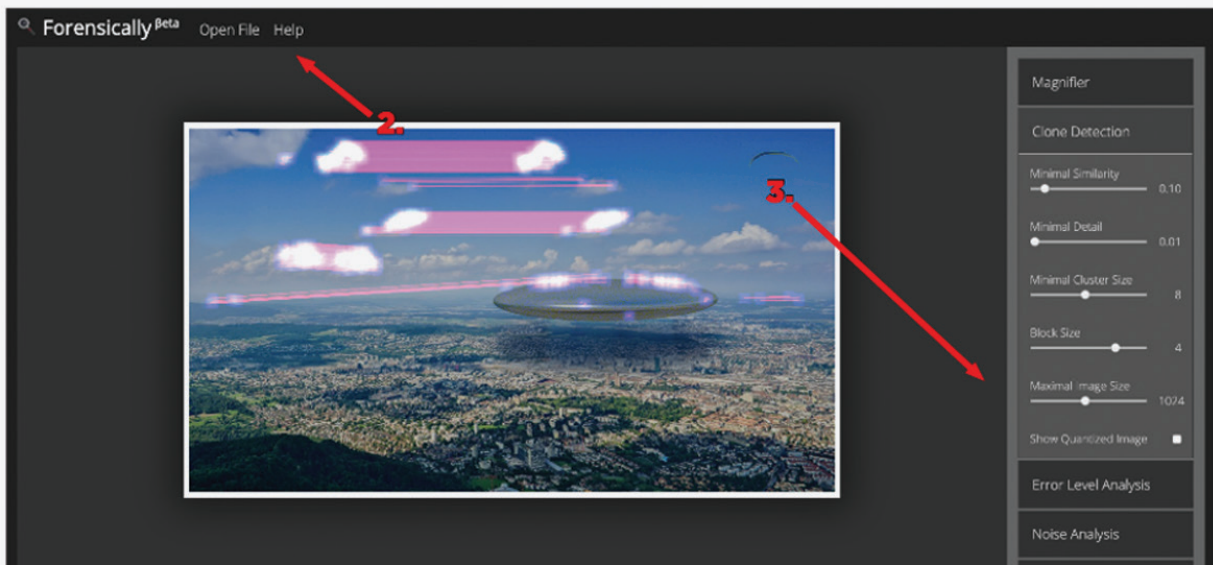 Forensically βeta Open File Help
2.
3.
Magnifier
Clone Detection
Minimal Similarity
0.10
Minimal Detail
0.01
Minimal Cluster Size
8
Block Size
4
Maximal Image Size
1024
Show Quantized Image
Error Level Analysis
Noise Analysis